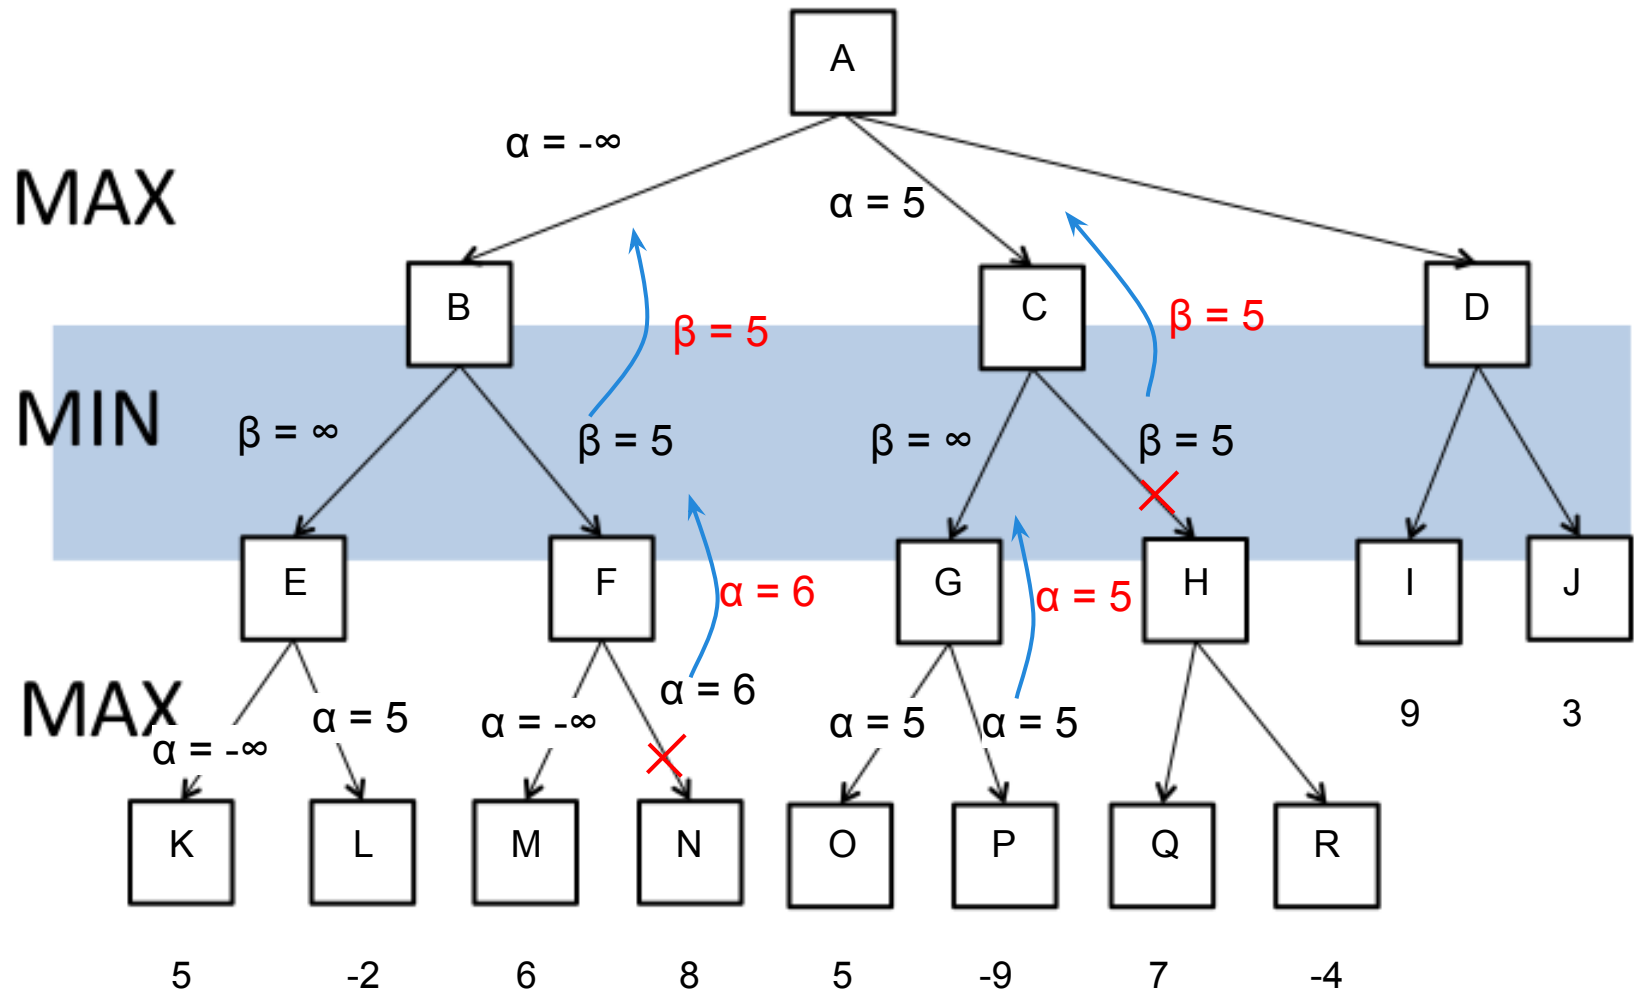 A
α = -∞
MAX
α = 5
B
C
D
β = 5
β = 5
MIN
β = ∞
β = 5
β = ∞
β = 5
E
F
G
H
I
J
α = 6
α = 5
MAX
α = -∞
α = 5
α = -∞
α = 6
α = 5
α = 5
9
3
K
L
M
N
O
P
Q
R
5
-2
6
8
5
-9
7
-4